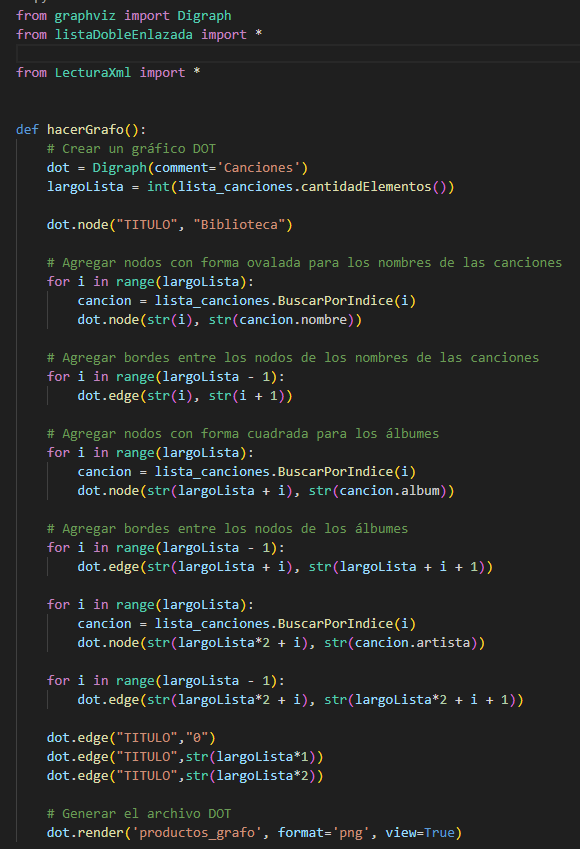 from graphviz import Digraph
from listaDobleEnlazada import *
from LecturaXml import *
def hacerGrafo():
    # Crear un gráfico DOT
    dot = Digraph(comment='Canciones')
    largoLista = int(lista_canciones.cantidadElementos())
    dot.node("TITULO", "Biblioteca")
    # Agregar nodos con forma ovalada para los nombres de las canciones
    for i in range(largoLista):
        cancion = lista_canciones.BuscarPorIndice(i)
        dot.node(str(i), str(cancion.nombre))
    # Agregar bordes entre los nodos de los nombres de las canciones
    for i in range(largoLista - 1):
        dot.edge(str(i), str(i + 1))
    # Agregar nodos con forma cuadrada para los álbumes
    for i in range(largoLista):
        cancion = lista_canciones.BuscarPorIndice(i)
        dot.node(str(largoLista + i), str(cancion.album))
    # Agregar bordes entre los nodos de los álbumes
    for i in range(largoLista - 1):
        dot.edge(str(largoLista + i), str(largoLista + i + 1))
    for i in range(largoLista):
        cancion = lista_canciones.BuscarPorIndice(i)
        dot.node(str(largoLista*2 + i), str(cancion.artista))
    for i in range(largoLista - 1):
        dot.edge(str(largoLista*2 + i), str(largoLista*2 + i + 1))
    dot.edge("TITULO","0")
    dot.edge("TITULO",str(largoLista*1))
    dot.edge("TITULO",str(largoLista*2))
    # Generar el archivo DOT
    dot.render('productos_grafo', format='png', view=True)